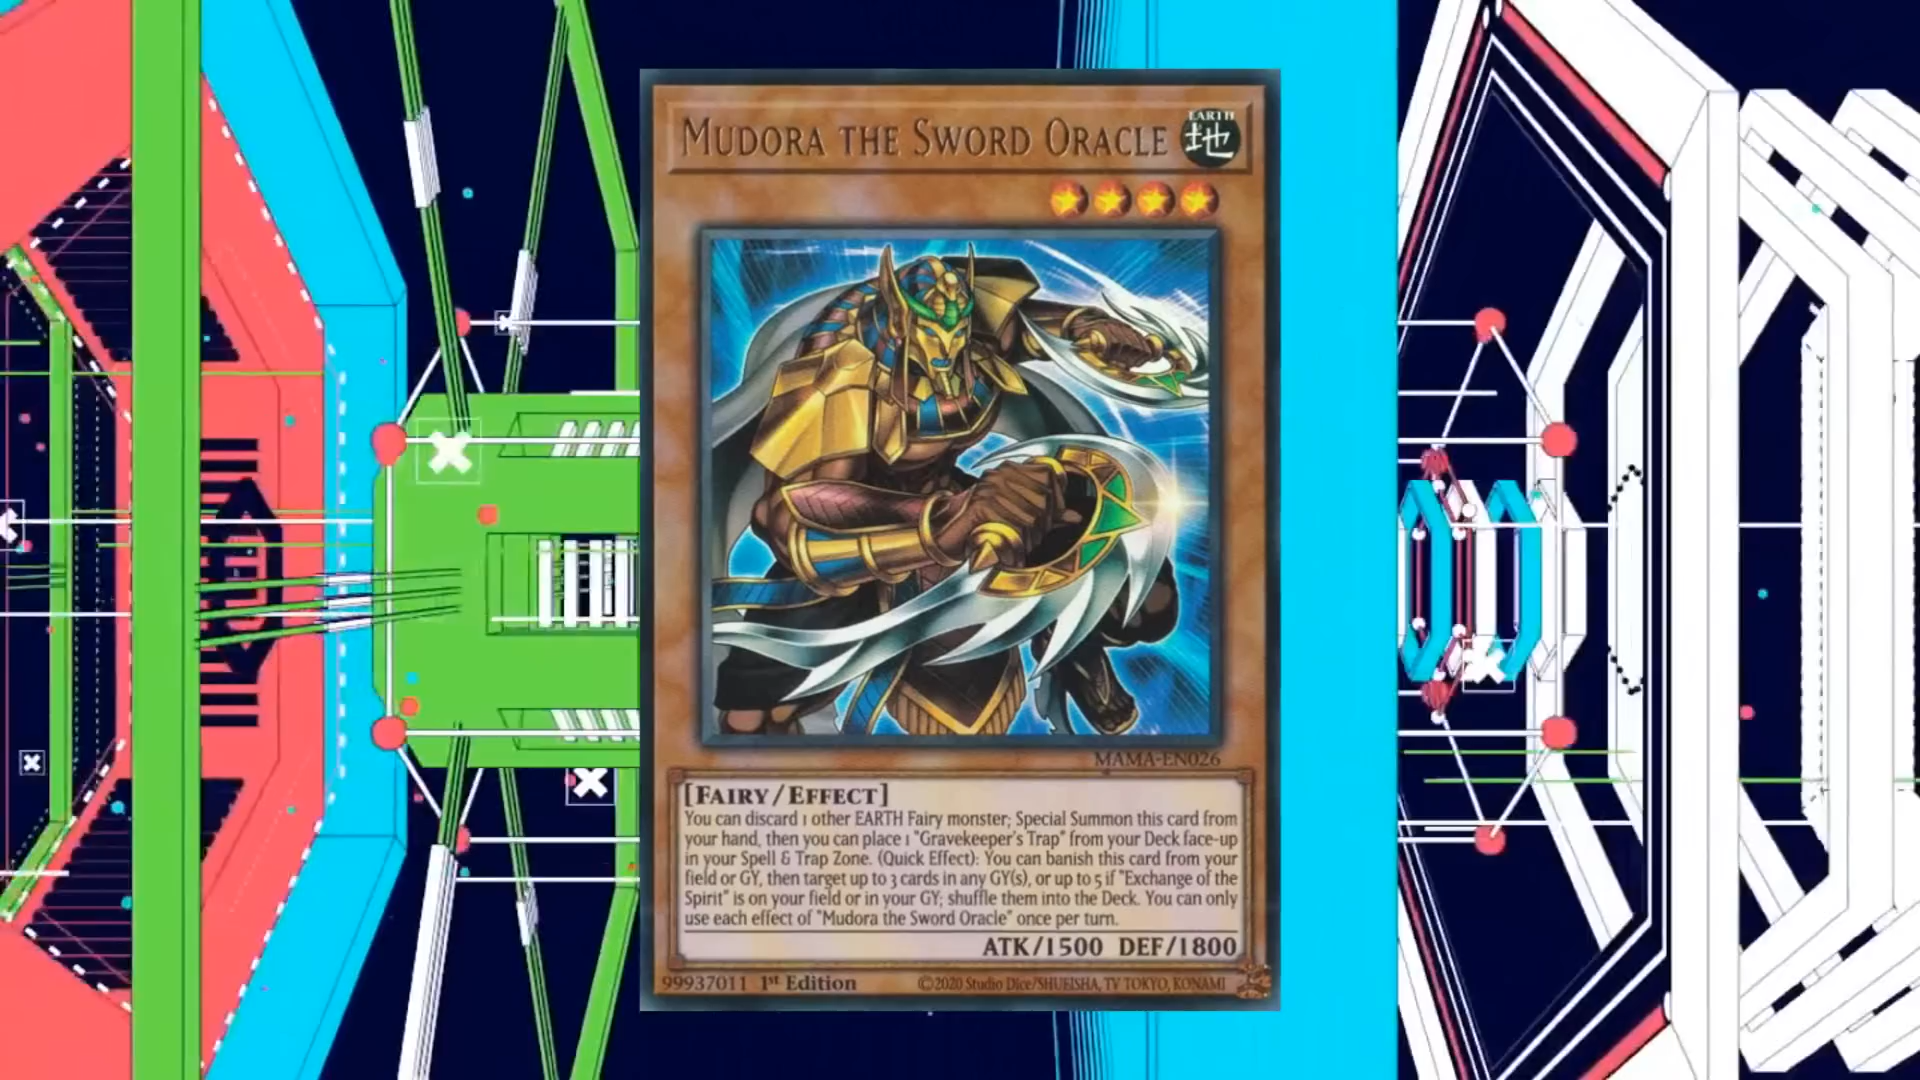 MUDORA THE SWORD ORACLE
EARTH
地
MAMA-EN026
[FAIRY/EFFECT]
You can discard 1 other EARTH Fairy monster; Special Summon this card from
your hand, then you can place 1 "Gravekeeper's Trap" from your Deck face-up
in your Spell & Trap Zone. (Quick Effect): You can banish this card from your
field or GY, then target up to 3 cards in any GY(s), or up to 5 if "Exchange of the
Spirit" is on your field or in your GY; shuffle them into the Deck. You can only
use each effect of "Mudora the Sword Oracle" once per turn.
ATK/1500 DEF/1800
99937011 1st Edition
©2020 Studio Dice/SHUEISHA, TV TOKYO, KONAMI